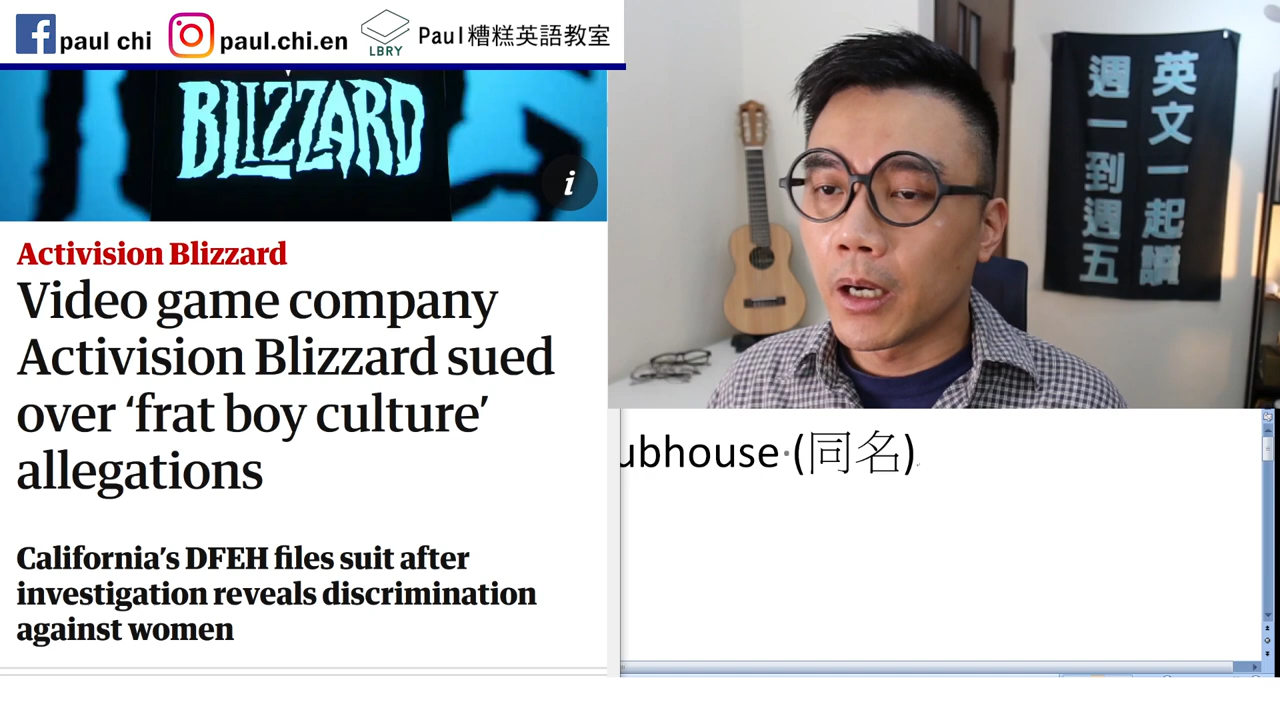 paul chi
paul.chi.en
LBRY
Paul糟糕英語教室
BLIZZARD
i
Activision Blizzard
Video game company
Activision Blizzard sued
over ‘frat boy culture’
allegations
California’s DFEH files suit after
investigation reveals discrimination
against women
英文一起讀
週一到週五
ubhouse (同名)